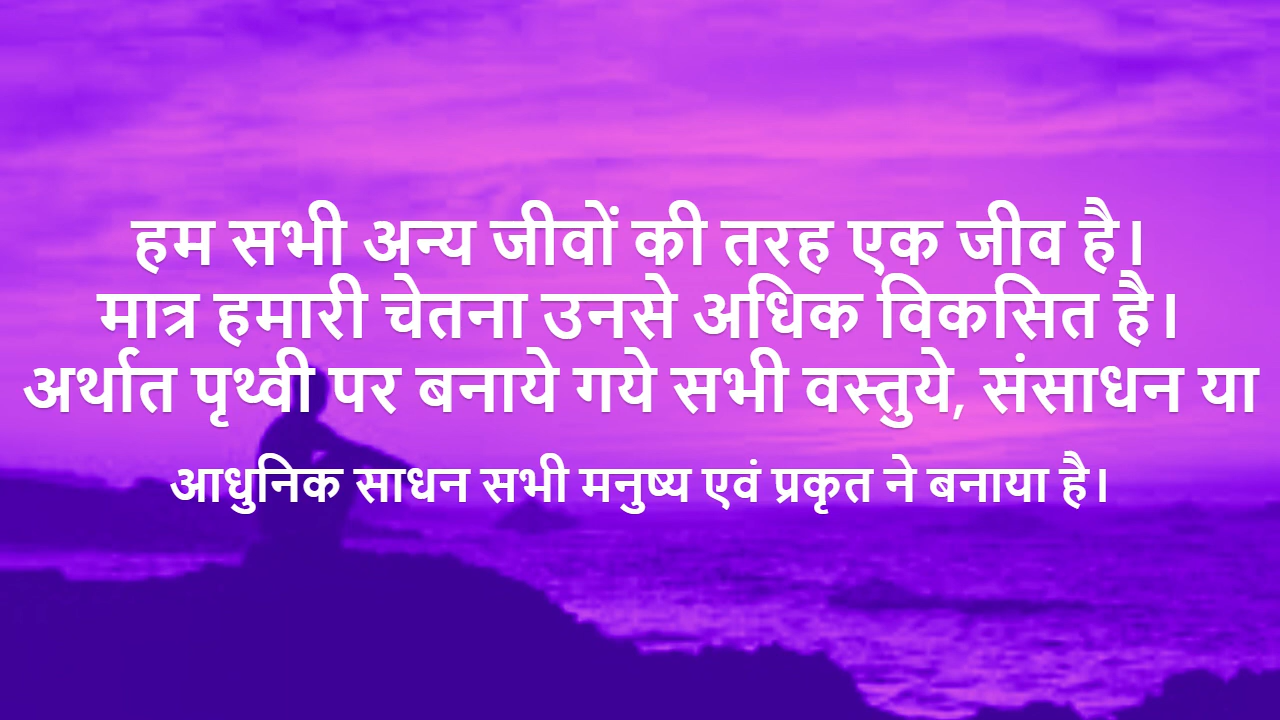 हम सभी अन्य जीवों की तरह एक जीव है।
मात्र हमारी चेतना उनसे अधिक विकसित है।
अर्थात पृथ्वी पर बनाये गये सभी वस्तुये, संसाधन या
आधुनिक साधन सभी मनुष्य एवं प्रकृत ने बनाया है।